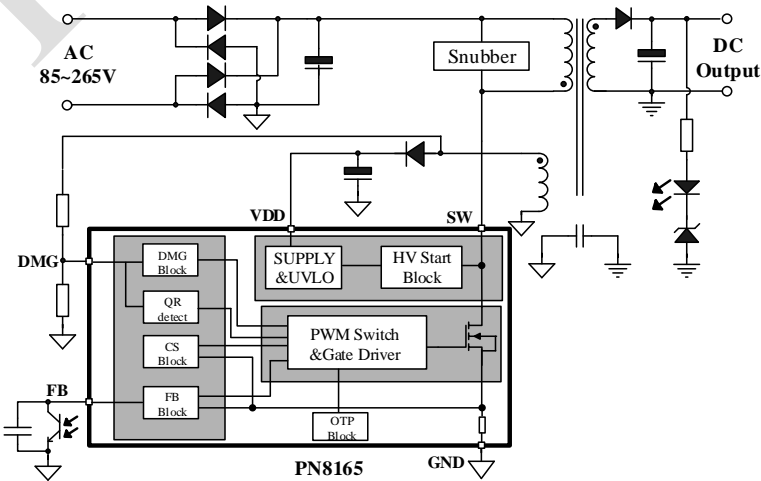 AC
85~265V
Snubber
DC
Output
VDD
SW
DMG
DMG
Block
SUPPLY
&UVLO
HV Start
Block
QR
detect
PWM Switch
&Gate Driver
CS
Block
FB
FB
Block
OTP
Block
PN8165
GND